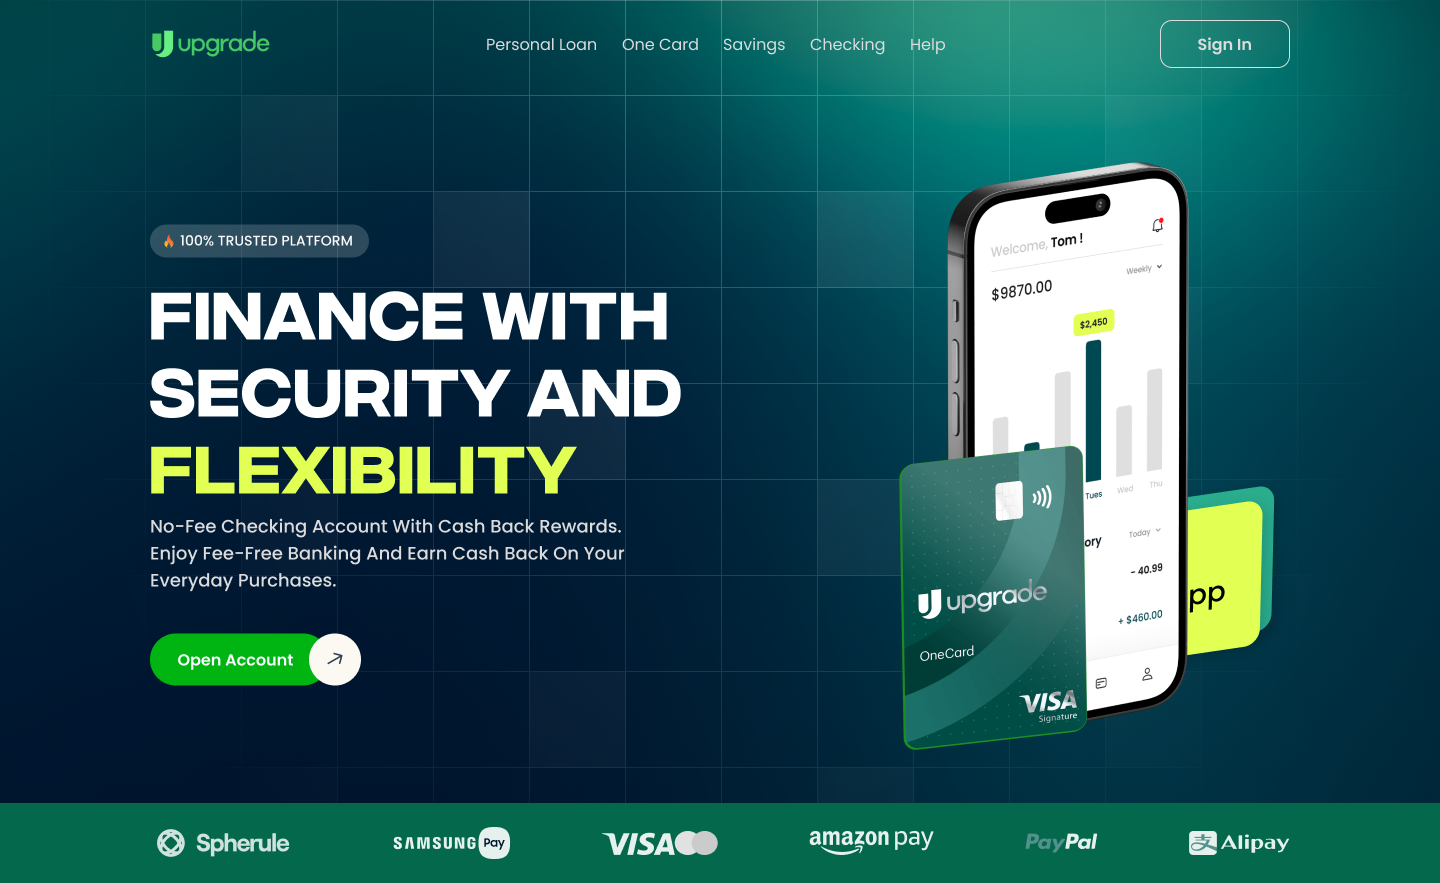 upgrade
Personal Loan One Card Savings Checking Help
Sign In
100% TRUSTED PLATFORM
FINANCE WITH
SECURITY AND
FLEXIBILITY
No-Fee Checking Account With Cash Back Rewards.
Enjoy Fee-Free Banking And Earn Cash Back On Your
Everyday Purchases.
Open Account
Welcome, Tom !
$9870.00
Weekly
$2,450
Tues Wed Thu
ory
Today
- 40.99
+ $460.00
pp
upgrade
OneCard
VISA
Signature
Spherule
SAMSUNG Pay
VISA
amazon pay
PayPal
支 Alipay